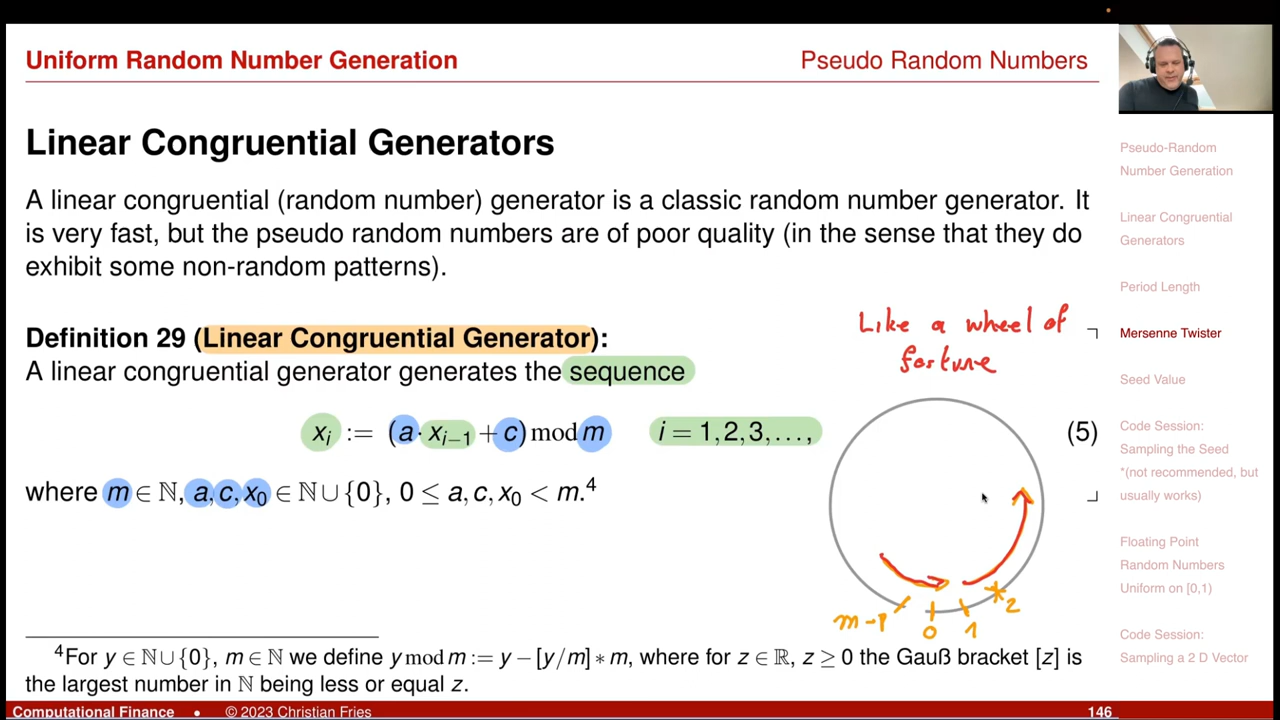 Uniform Random Number Generation
Pseudo Random Numbers
Linear Congruential Generators
A linear congruential (random number) generator is a classic random number generator. It
is very fast, but the pseudo random numbers are of poor quality (in the sense that they do
exhibit some non-random patterns).
Definition 29 (Linear Congruential Generator):
A linear congruential generator generates the sequence
xᵢ := (a · xᵢ₋₁ + c) mod m i = 1,2,3,…, (5)
where m ∈ ℕ, a, c, x₀ ∈ ℕ ∪ {0}, 0 ≤ a, c, x₀ < m.⁴
Like a wheel of
fortune
m-1 0 1 2
⁴For y ∈ ℕ ∪ {0}, m ∈ ℕ we define y mod m := y − [y/m] ∗ m, where for z ∈ ℝ, z ≥ 0 the Gauß bracket [z] is
the largest number in ℕ being less or equal z.
Computational Finance • © 2023 Christian Fries 146
Pseudo-Random
Number Generation
Linear Congruential
Generators
Period Length
Mersenne Twister
Seed Value
Code Session:
Sampling the Seed
*(not recommended, but
usually works)
Floating Point
Random Numbers
Uniform on [0,1)
Code Session:
Sampling a 2 D Vector